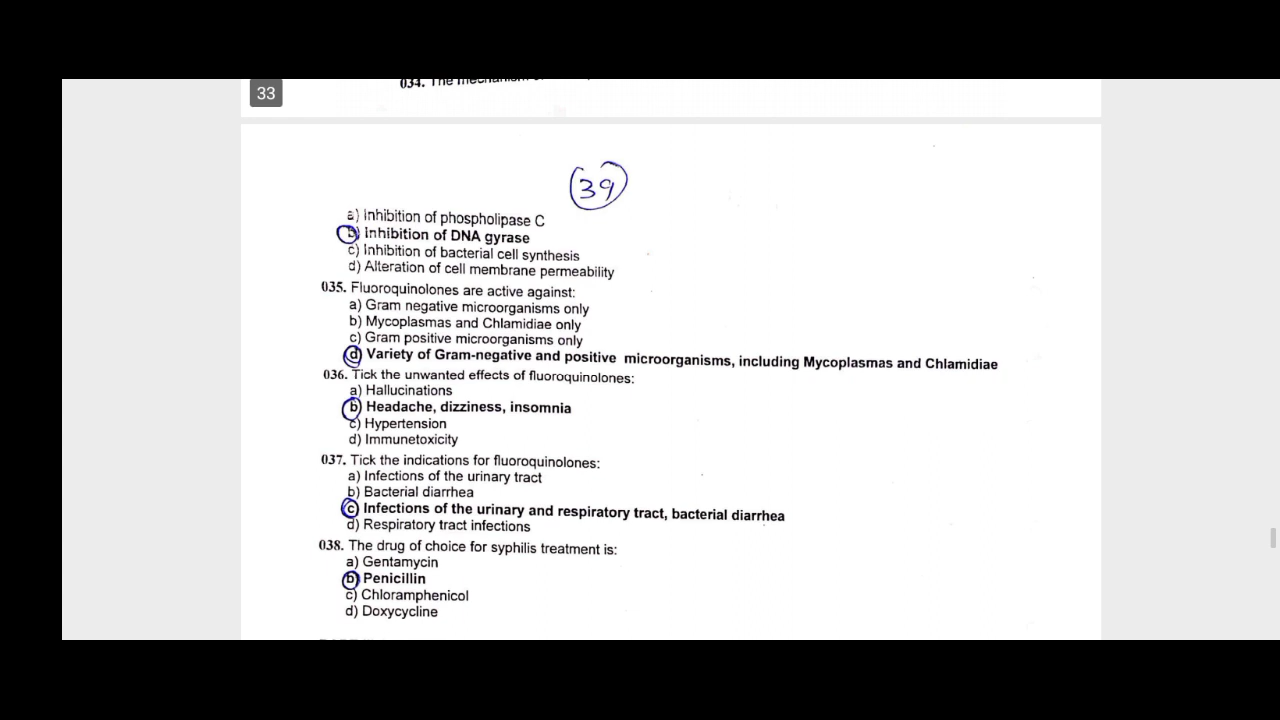 33
034. The mechanism of
39
a) Inhibition of phospholipase C
b) Inhibition of DNA gyrase
c) Inhibition of bacterial cell synthesis
d) Alteration of cell membrane permeability
035. Fluoroquinolones are active against:
a) Gram negative microorganisms only
b) Mycoplasmas and Chlamidiae only
c) Gram positive microorganisms only
d) Variety of Gram-negative and positive microorganisms, including Mycoplasmas and Chlamidiae
036. Tick the unwanted effects of fluoroquinolones:
a) Hallucinations
b) Headache, dizziness, insomnia
c) Hypertension
d) Immunetoxicity
037. Tick the indications for fluoroquinolones:
a) Infections of the urinary tract
b) Bacterial diarrhea
c) Infections of the urinary and respiratory tract, bacterial diarrhea
d) Respiratory tract infections
038. The drug of choice for syphilis treatment is:
a) Gentamycin
b) Penicillin
c) Chloramphenicol
d) Doxycycline